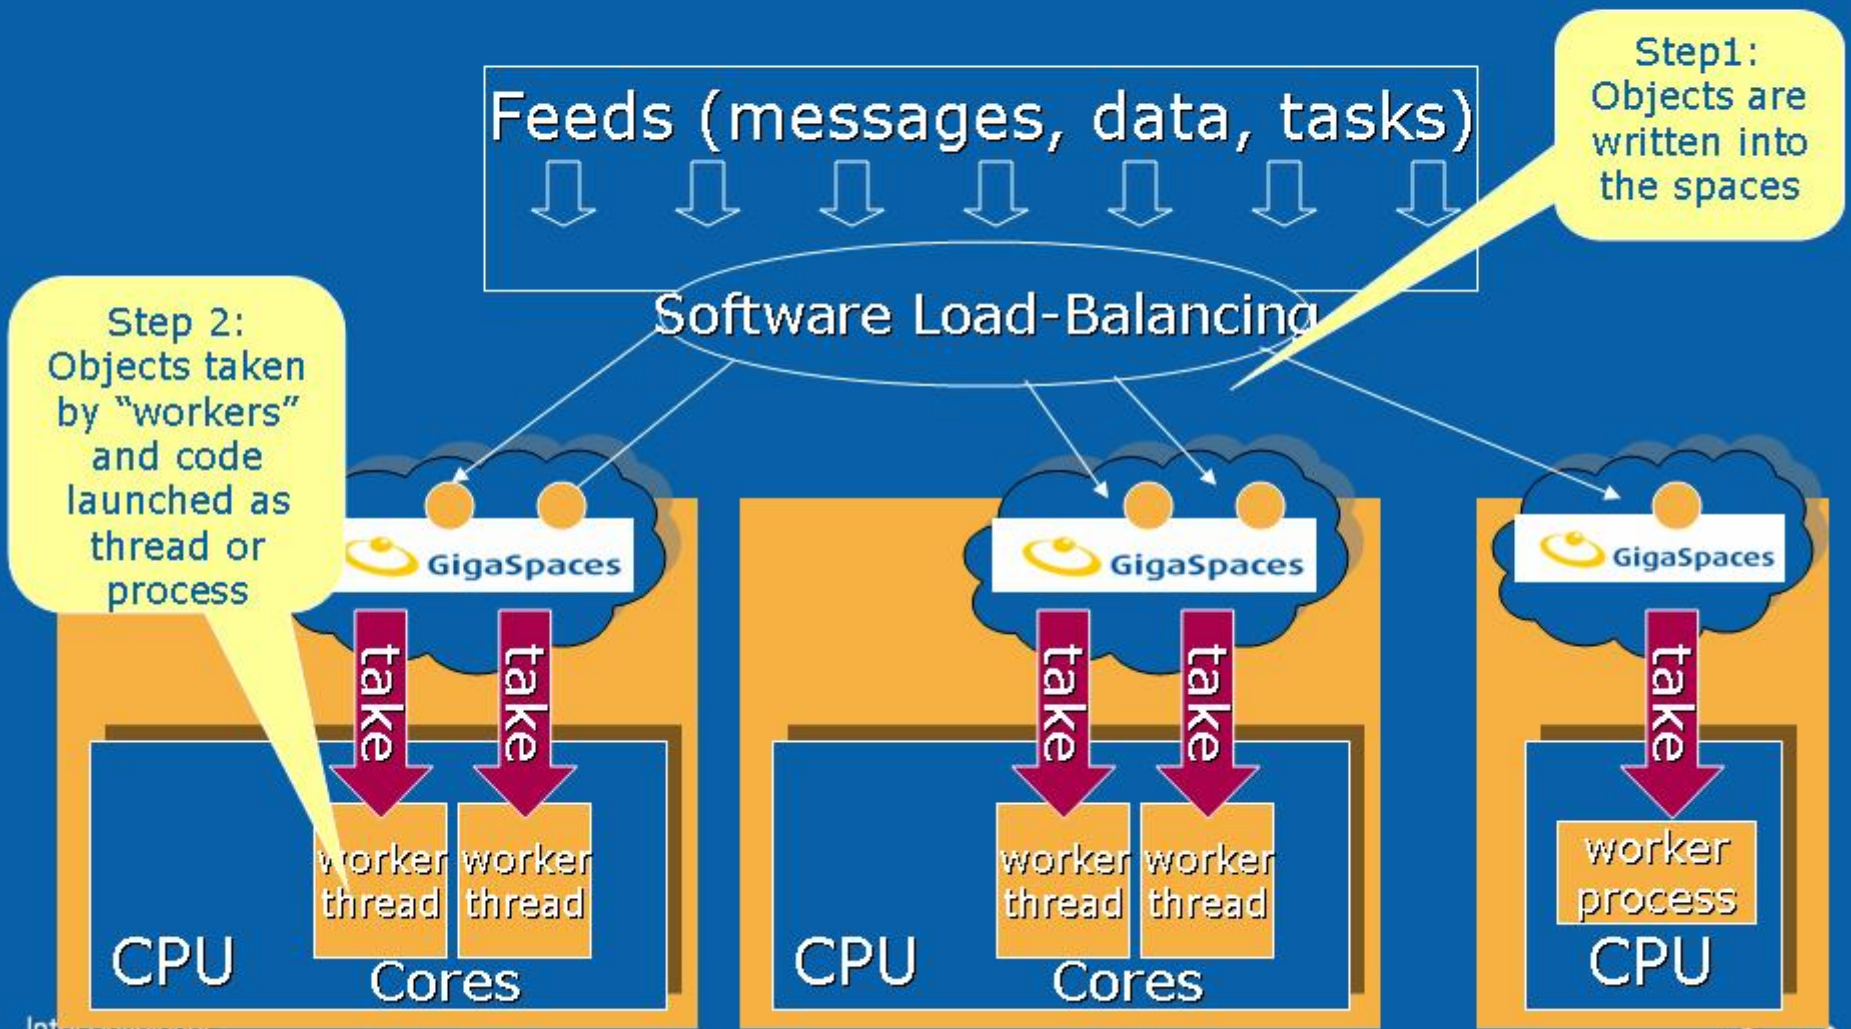 Step1:
Objects are
written into
the spaces
Feeds (messages, data, tasks)
Software Load-Balancing
Step 2:
Objects taken
by “workers”
and code
launched as
thread or
process
GigaSpaces
GigaSpaces
GigaSpaces
take
take
take
take
take
worker
thread
worker
thread
worker
thread
worker
thread
worker
process
CPU
Cores
CPU
Cores
CPU